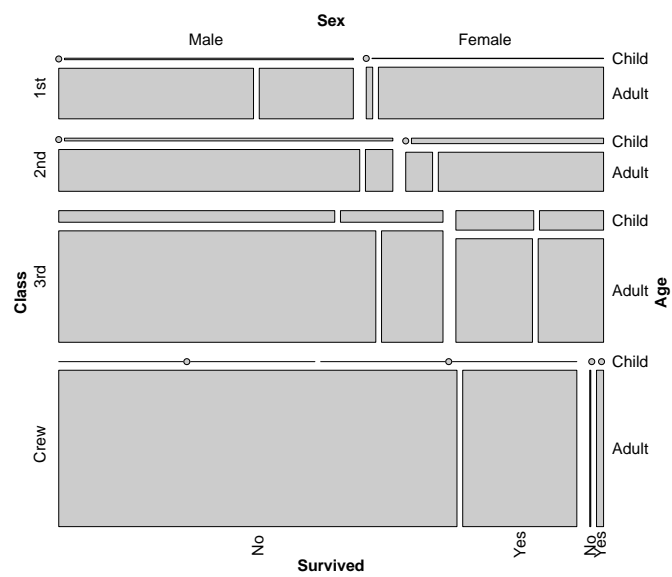 Sex
Male Female
1st Child
Adult
2nd Child
Adult
Class 3rd Child
Adult Age
Crew Child
Adult
No Yes No Yes
Survived